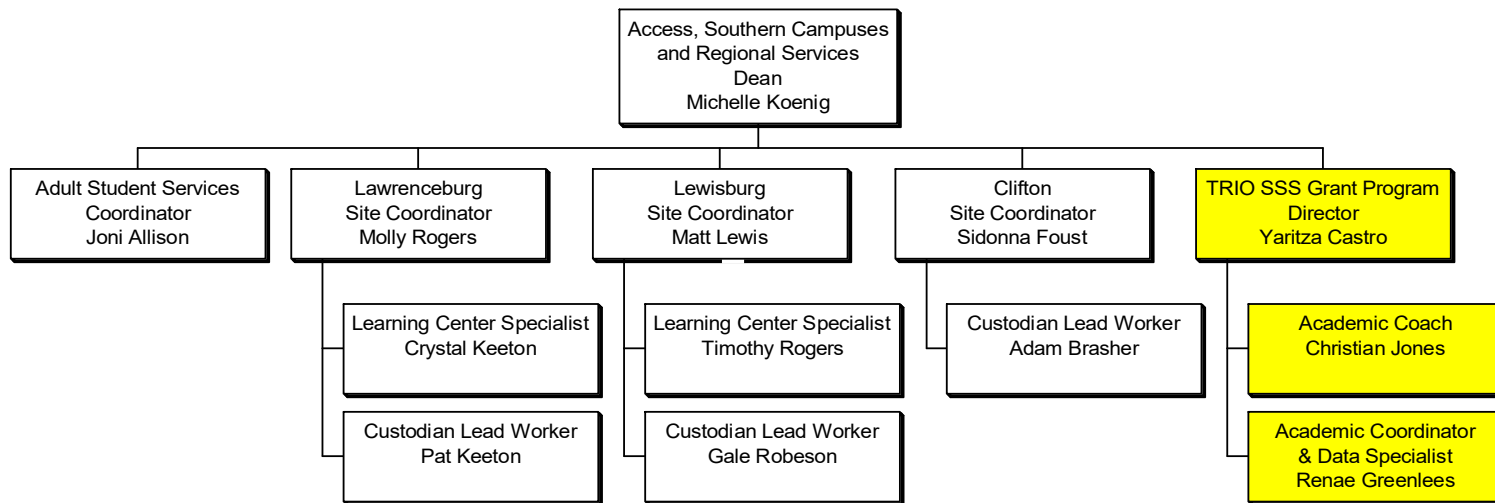 Access, Southern Campuses
and Regional Services
Dean
Michelle Koenig
Adult Student Services
Coordinator
Joni Allison
Lawrenceburg
Site Coordinator
Molly Rogers
Lewisburg
Site Coordinator
Matt Lewis
Clifton
Site Coordinator
Sidonna Foust
TRIO SSS Grant Program
Director
Yaritza Castro
Learning Center Specialist
Crystal Keeton
Learning Center Specialist
Timothy Rogers
Custodian Lead Worker
Adam Brasher
Academic Coach
Christian Jones
Custodian Lead Worker
Pat Keeton
Custodian Lead Worker
Gale Robeson
Academic Coordinator
& Data Specialist
Renae Greenlees